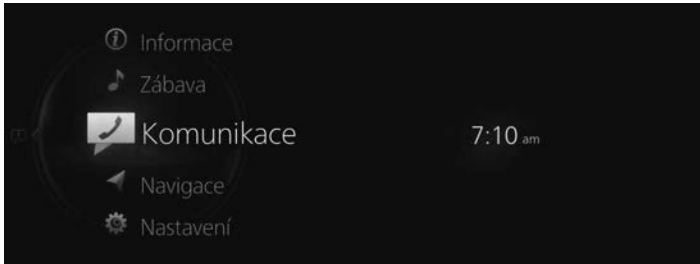 Informace
Zábava
Komunikace
7:10 am
Navigace
Nastavení